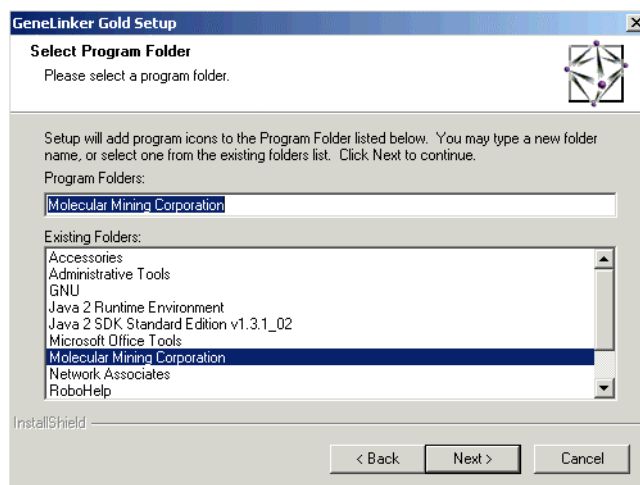 GeneLinker Gold Setup
Select Program Folder
Please select a program folder.
Setup will add program icons to the Program Folder listed below.  You may type a new folder
name, or select one from the existing folders list.  Click Next to continue.
Program Folders:
Molecular Mining Corporation
Existing Folders:
Accessories
Administrative Tools
GNU
Java 2 Runtime Environment
Java 2 SDK Standard Edition v1.3.1_02
Microsoft Office Tools
Molecular Mining Corporation
Network Associates
RoboHelp
InstallShield
< Back
Next >
Cancel